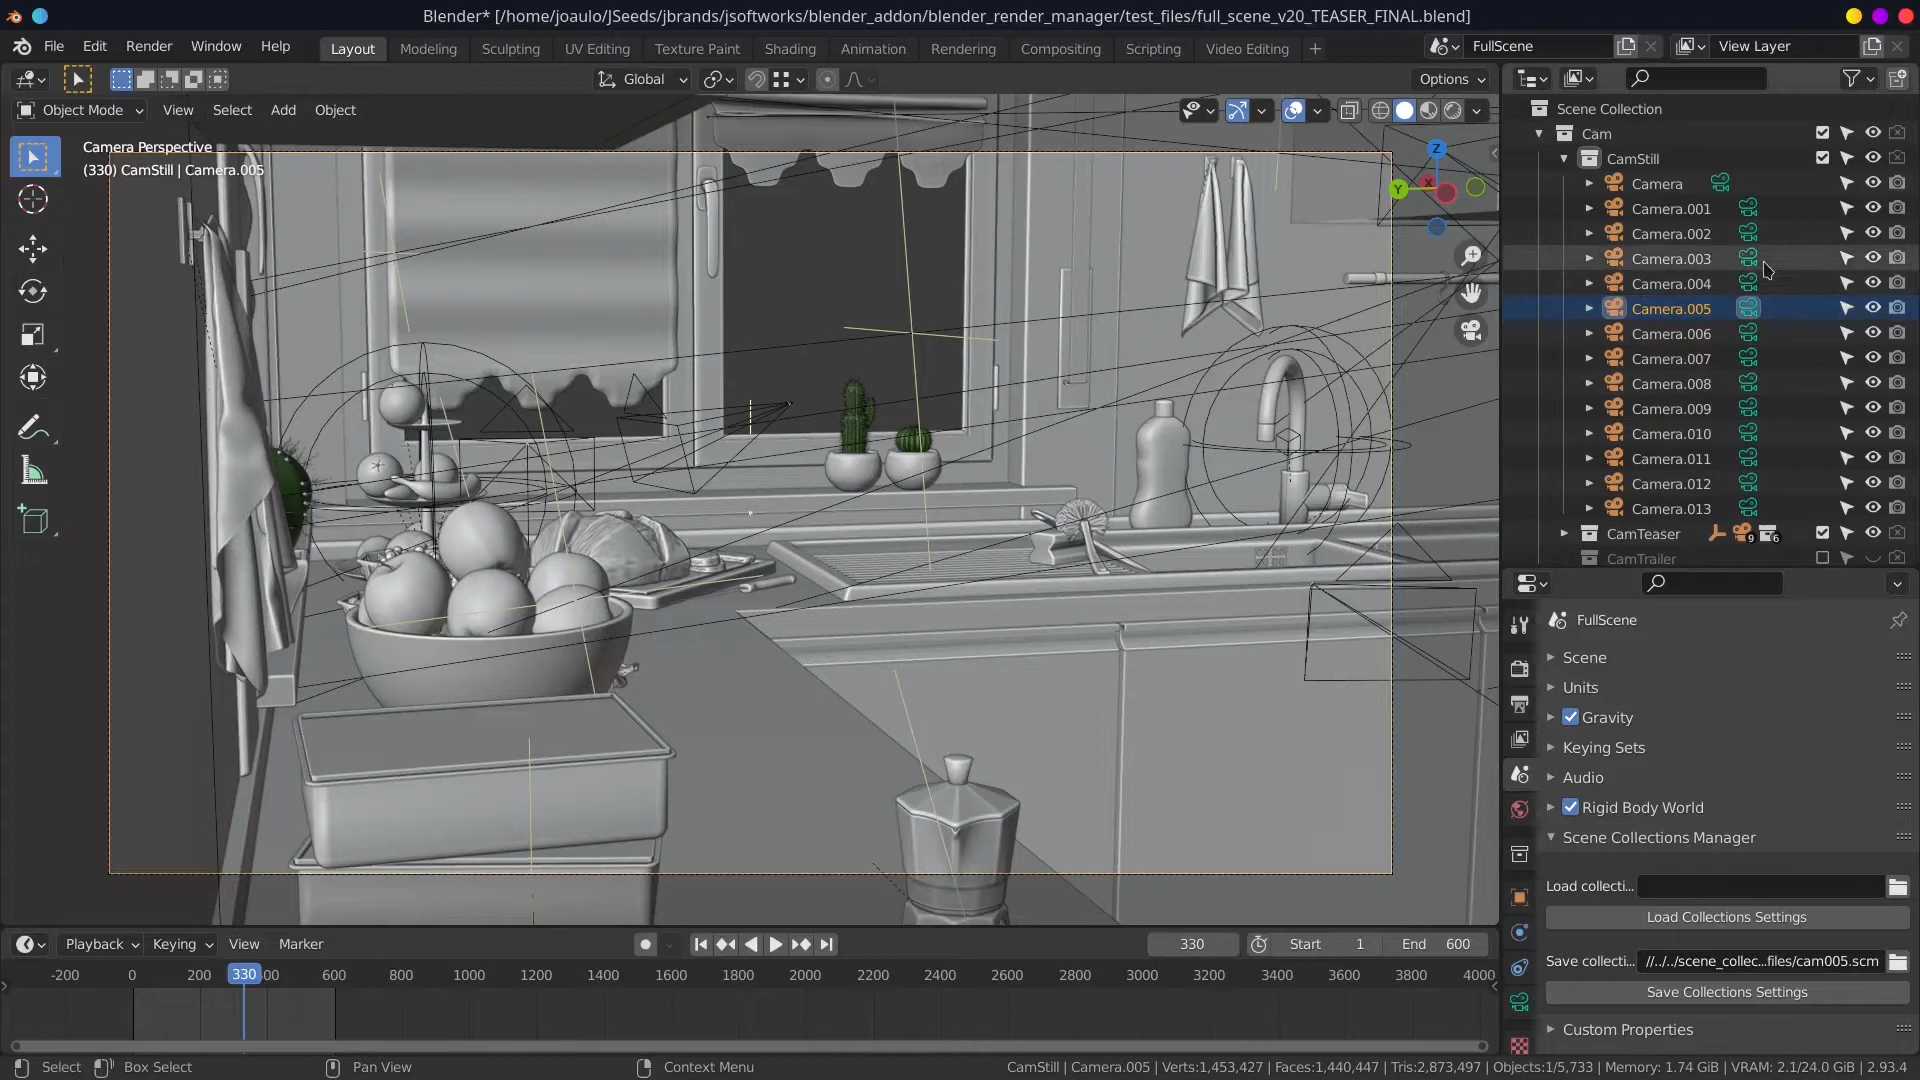 Blender* [/home/joaulo/JSeeds/jbrands/jsoftworks/blender_addon/blender_render_manager/test_files/full_scene_v20_TEASER_FINAL.blend]
File Edit Render Window Help Layout Modeling Sculpting UV Editing Texture Paint Shading Animation Rendering Compositing Scripting Video Editing + FullScene View Layer
Global Options
Object Mode View Select Add Object
Camera Perspective
(330) CamStill | Camera.005
Z
Y
X
Scene Collection
Cam
CamStill
Camera
Camera.001
Camera.002
Camera.003
Camera.004
Camera.005
Camera.006
Camera.007
Camera.008
Camera.009
Camera.010
Camera.011
Camera.012
Camera.013
CamTeaser 9 6
CamTrailer
FullScene
Scene
Units
Gravity
Keying Sets
Audio
Rigid Body World
Scene Collections Manager
Load collecti...
Load Collections Settings
Save collecti... //../../scene_collec...files/cam005.scm
Save Collections Settings
Custom Properties
Playback Keying View Marker 330 Start 1 End 600
-200 0 200 330 00 600 800 1000 1200 1400 1600 1800 2000 2200 2400 2600 2800 3000 3200 3400 3600 3800 4000
Select Box Select Pan View Context Menu CamStill | Camera.005 | Verts:1,453,427 | Faces:1,440,447 | Tris:2,873,497 | Objects:1/5,733 | Memory: 1.74 GiB | VRAM: 2.1/24.0 GiB | 2.93.4